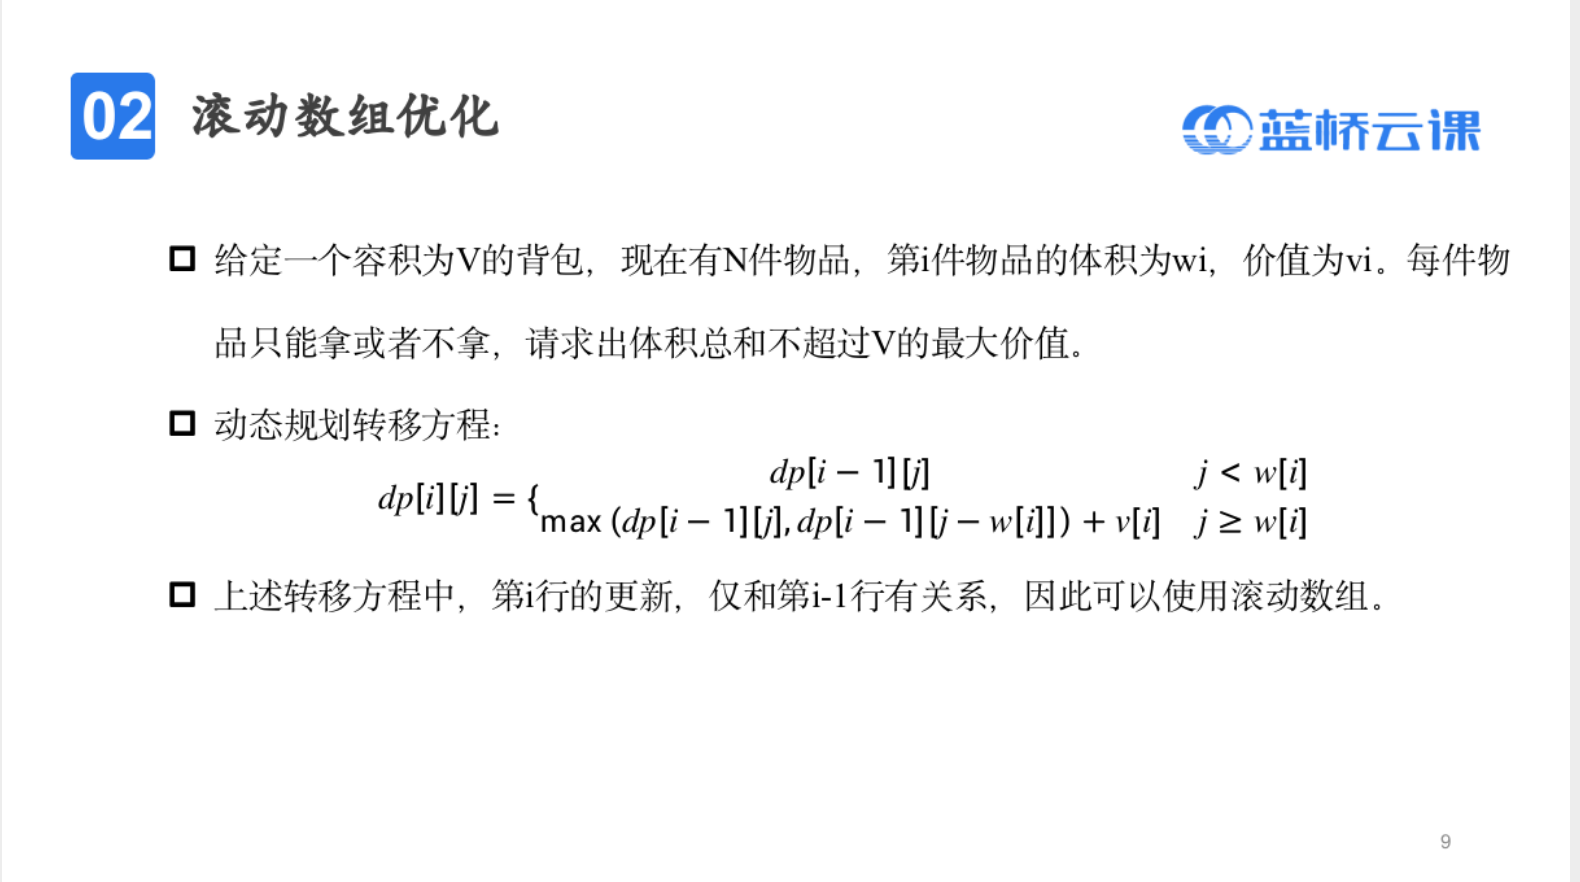 02 滚动数组优化
蓝桥云课
给定一个容积为V的背包，现在有N件物品，第i件物品的体积为wi，价值为vi。每件物
品只能拿或者不拿，请求出体积总和不超过V的最大价值。
动态规划转移方程：
dp[i − 1][j] j < w[i]
dp[i][j] = {
max (dp[i − 1][j], dp[i − 1][j − w[i]]) + v[i] j ≥ w[i]
上述转移方程中，第i行的更新，仅和第i-1行有关系，因此可以使用滚动数组。
9